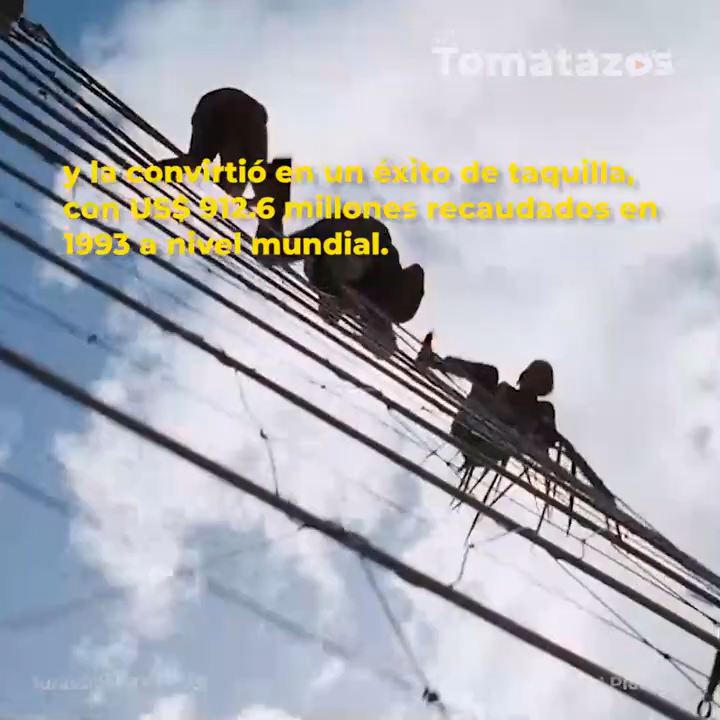 Tomatazos
y la convirtió en un éxito de taquilla,
con US$ 912.6 millones recaudados en
1993 a nivel mundial.